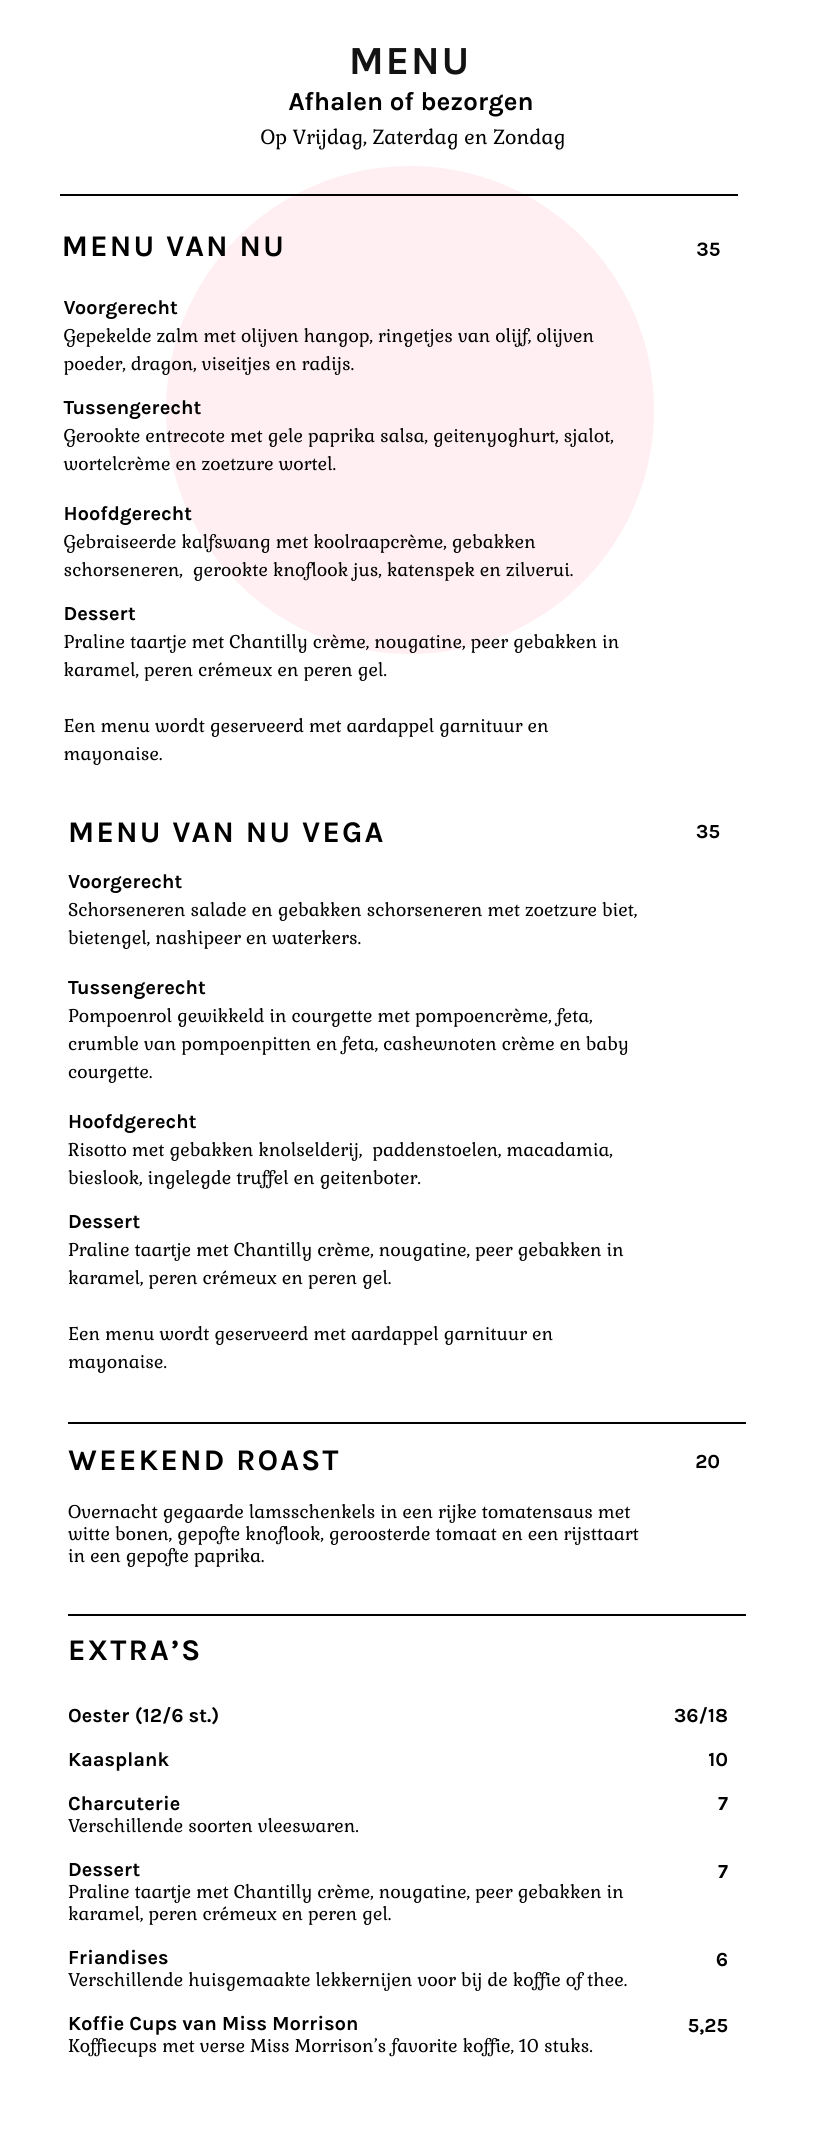 MENU
Afhalen of bezorgen
Op Vrijdag, Zaterdag en Zondag
MENU VAN NU 35
Voorgerecht
Gepekelde zalm met olijven hangop, ringetjes van olijf, olijven
poeder, dragon, viseitjes en radijs.
Tussengerecht
Gerookte entrecote met gele paprika salsa, geitenyoghurt, sjalot,
wortelcrème en zoetzure wortel.
Hoofdgerecht
Gebraiseerde kalfswang met koolraapcrème, gebakken
schorseneren,  gerookte knoflook jus, katenspek en zilverui.
Dessert
Praline taartje met Chantilly crème, nougatine, peer gebakken in
karamel, peren crémeux en peren gel.
Een menu wordt geserveerd met aardappel garnituur en
mayonaise.
MENU VAN NU VEGA 35
Voorgerecht
Schorseneren salade en gebakken schorseneren met zoetzure biet,
bietengel, nashipeer en waterkers.
Tussengerecht
Pompoenrol gewikkeld in courgette met pompoencrème, feta,
crumble van pompoenpitten en feta, cashewnoten crème en baby
courgette.
Hoofdgerecht
Risotto met gebakken knolselderij,  paddenstoelen, macadamia,
bieslook, ingelegde truffel en geitenboter.
Dessert
Praline taartje met Chantilly crème, nougatine, peer gebakken in
karamel, peren crémeux en peren gel.
Een menu wordt geserveerd met aardappel garnituur en
mayonaise.
WEEKEND ROAST 20
Overnacht gegaarde lamsschenkels in een rijke tomatensaus met
witte bonen, gepofte knoflook, geroosterde tomaat en een rijsttaart
in een gepofte paprika.
EXTRA’S
Oester (12/6 st.) 36/18
Kaasplank 10
Charcuterie 7
Verschillende soorten vleeswaren.
Dessert 7
Praline taartje met Chantilly crème, nougatine, peer gebakken in
karamel, peren crémeux en peren gel.
Friandises 6
Verschillende huisgemaakte lekkernijen voor bij de koffie of thee.
Koffie Cups van Miss Morrison 5,25
Koffiecups met verse Miss Morrison’s favorite koffie, 10 stuks.